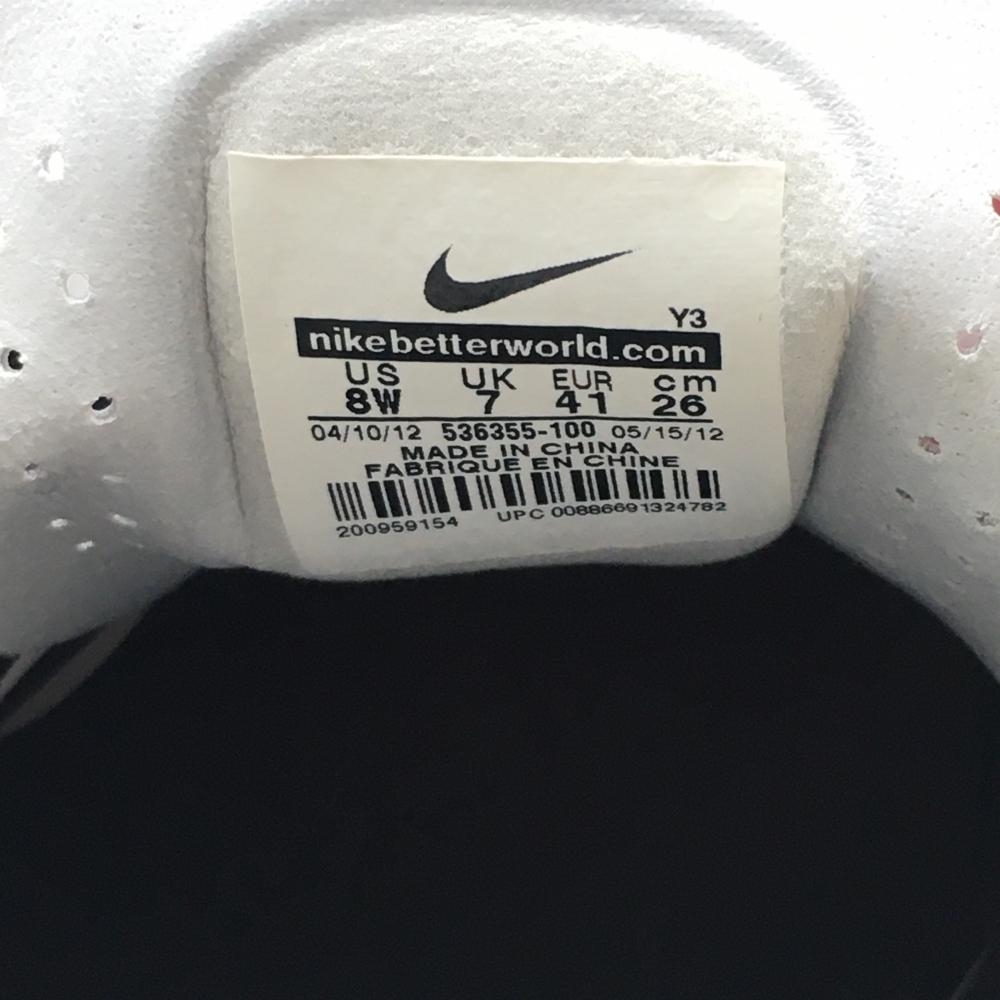 Y3
nikebetterworld.com
US UK EUR cm
8W 7 41 26
04/10/12 536355-100 05/15/12
MADE IN CHINA
FABRIQUE EN CHINE
200959154 UPC 00886691324782